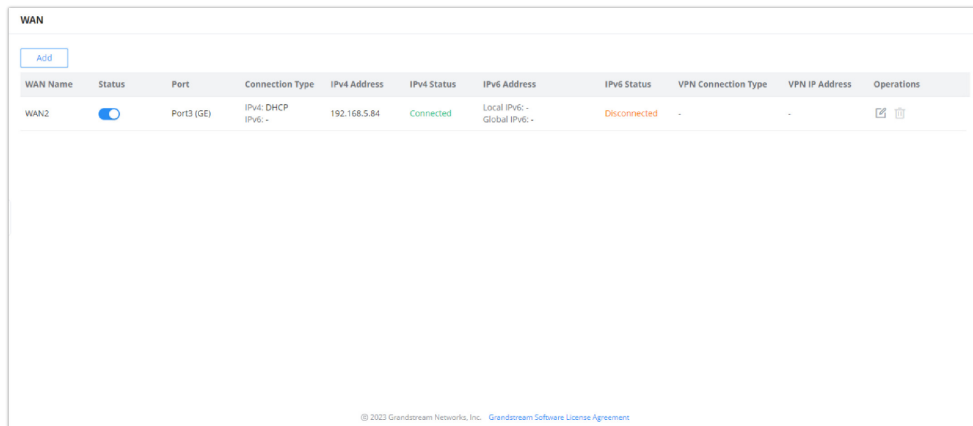 WAN
Add
WAN Name Status Port Connection Type IPv4 Address IPv4 Status IPv6 Address IPv6 Status VPN Connection Type VPN IP Address Operations
WAN2 Port3 (GE) IPv4: DHCP 192.168.5.84 Connected Local IPv6: - Disconnected - -
IPv6: - Global IPv6: -
© 2023 Grandstream Networks, Inc. Grandstream Software License Agreement